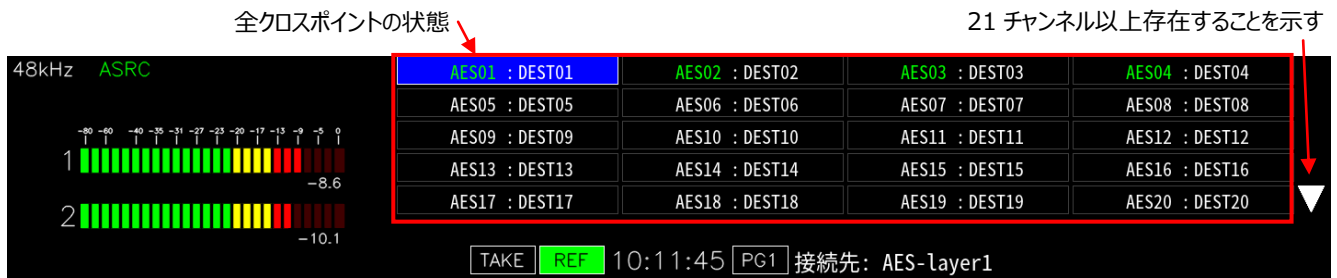 全クロスポイントの状態
21 チャンネル以上存在することを示す
48kHz ASRC
AES01 : DEST01 AES02 : DEST02 AES03 : DEST03 AES04 : DEST04
AES05 : DEST05 AES06 : DEST06 AES07 : DEST07 AES08 : DEST08
-80 -60 -40 -35 -31 -27 -23 -20 -17 -13 -9 -5 0
AES09 : DEST09 AES10 : DEST10 AES11 : DEST11 AES12 : DEST12
1
AES13 : DEST13 AES14 : DEST14 AES15 : DEST15 AES16 : DEST16
-8.6
AES17 : DEST17 AES18 : DEST18 AES19 : DEST19 AES20 : DEST20
2
-10.1
TAKE REF 10:11:45 PG1 接続先: AES-layer1